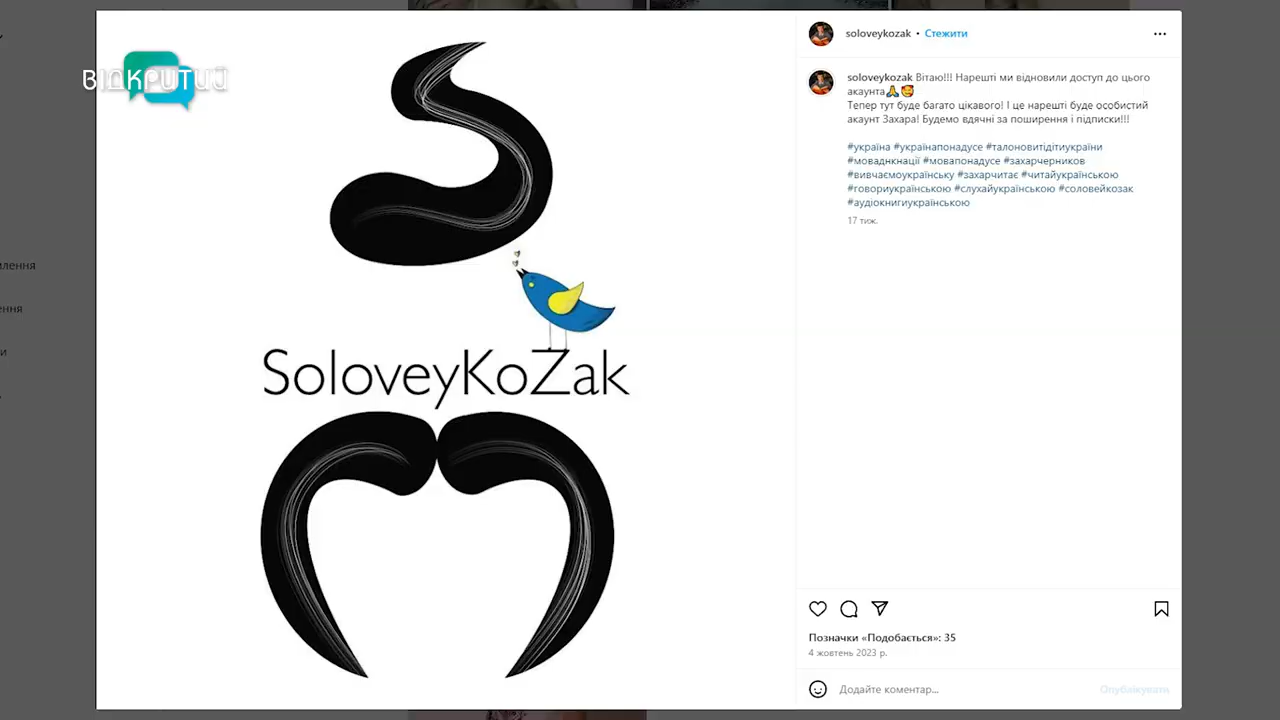 ВІДКРИТИЙ
SoloveyKoZak
soloveykozak • Стежити
soloveykozak Вітаю!!! Нарешті ми відновили доступ до цього
акаунта🙏🥰
Тепер тут буде багато цікавого! І це нарешті буде особистий
акаунт Захара! Будемо вдячні за поширення і підписки!!!
#україна #українапонадусе #талоновитідітиукраїни
#моваднкнації #мовапонадусе #захарчерников
#вивчаємоукраїнську #захарчитає #читайукраїнською
#говориукраїнською #слухайукраїнською #соловейкозак
#аудіокнигиукраїнською
17 тиж.
Позначки «Подобається»: 35
4 жовтень 2023 р.
Додайте коментар...
Опублікувати